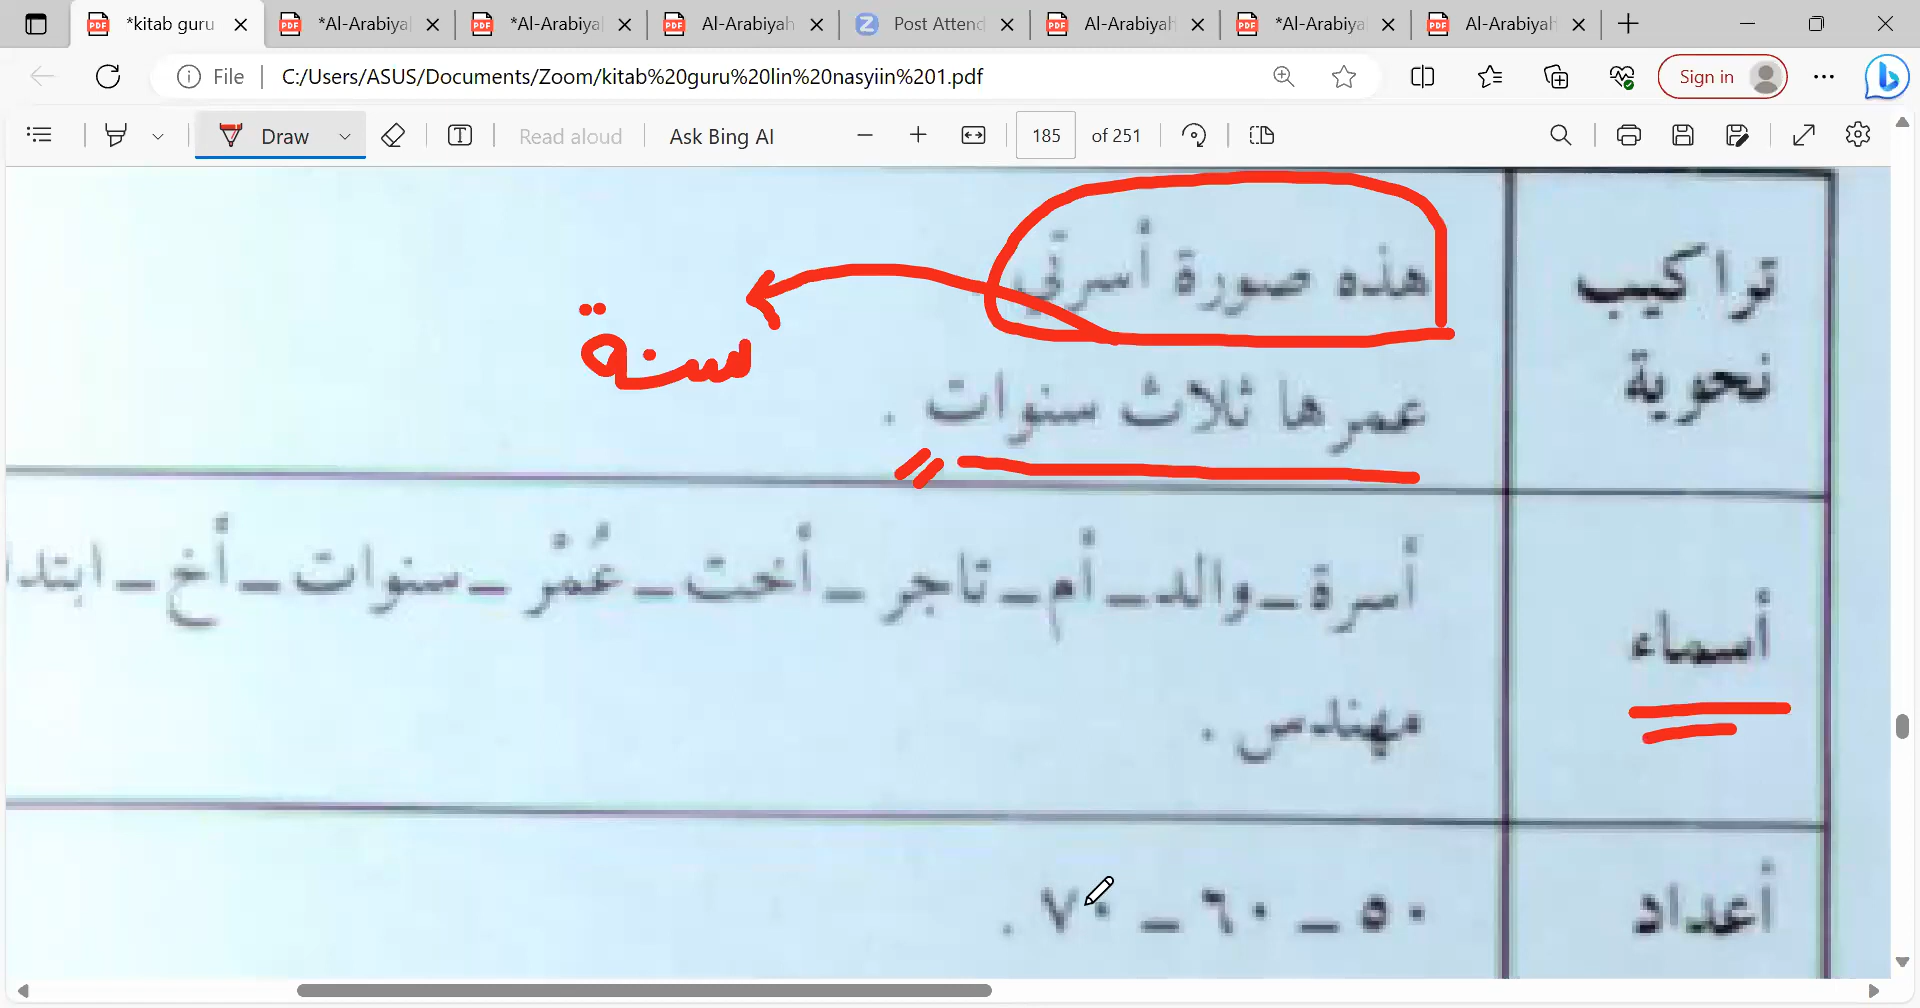 *kitab guru
*Al-Arabiya
*Al-Arabiya
Al-Arabiyah
Post Attend
Al-Arabiyah
*Al-Arabiya
Al-Arabiyah
File
C:/Users/ASUS/Documents/Zoom/kitab%20guru%20lin%20nasyiin%201.pdf
Sign in
Draw
Read aloud
Ask Bing AI
185 of 251
تراكيب نحوية
هذه صورة أسرتي
سنة
عمرها ثلاث سنوات .
أسماء
أسرة – والد – أم – تاجر – أخت – عُمْر – سنوات – أخ – ابتدا
مهندس .
أعداد
٥٠ – ٦٠ – ٧٠ .